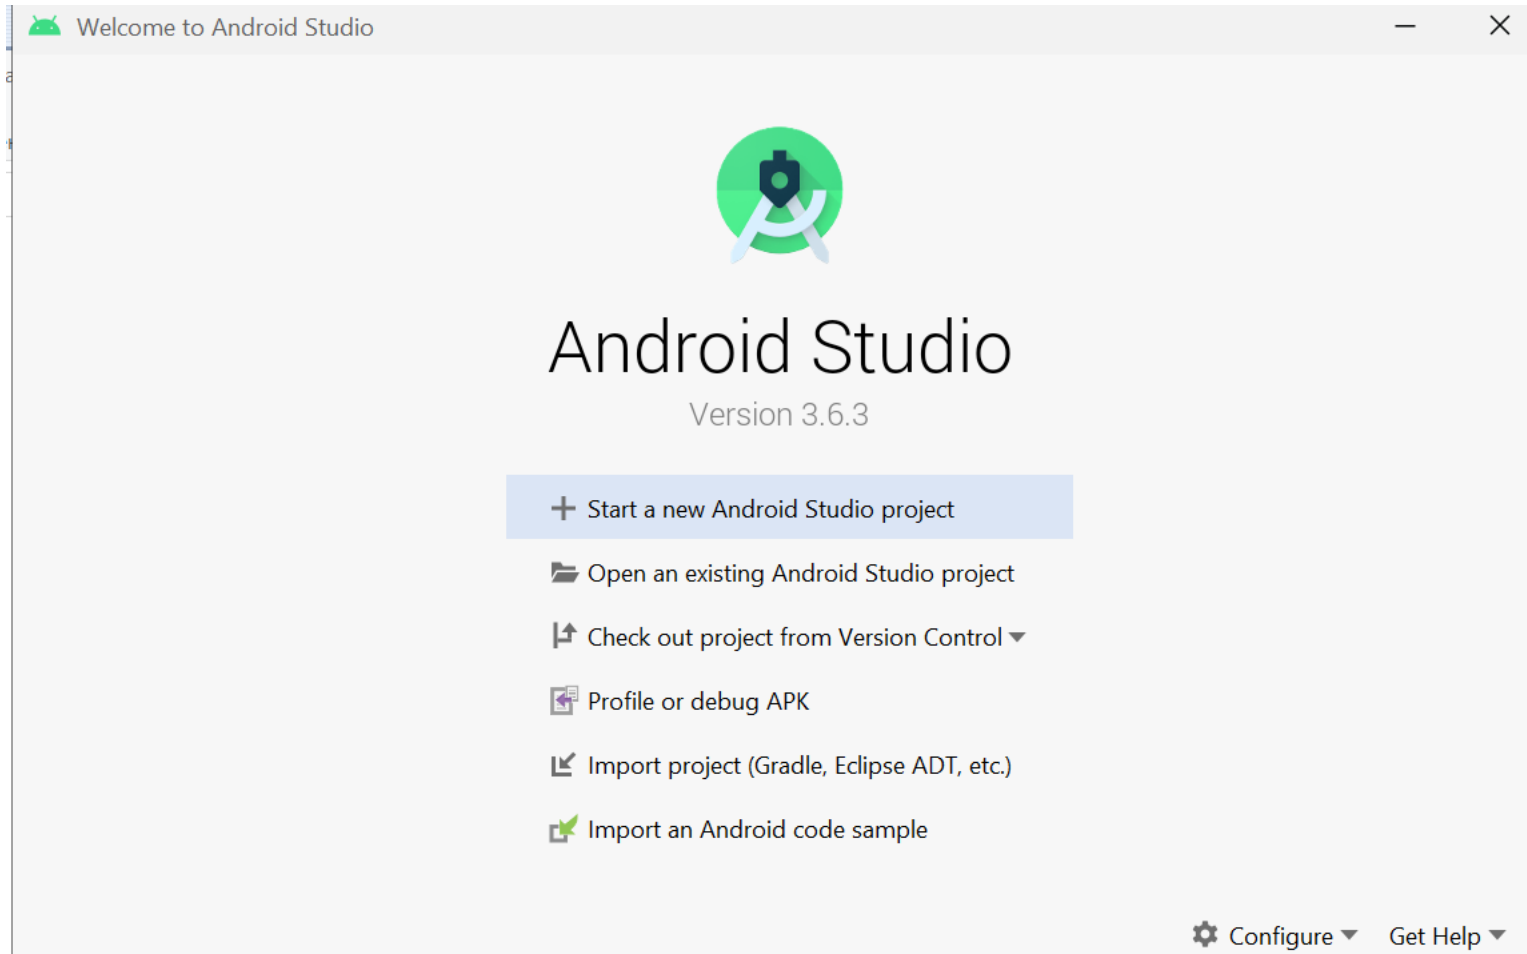 Welcome to Android Studio
Android Studio
Version 3.6.3
Start a new Android Studio project
Open an existing Android Studio project
Check out project from Version Control
Profile or debug APK
Import project (Gradle, Eclipse ADT, etc.)
Import an Android code sample
Configure Get Help